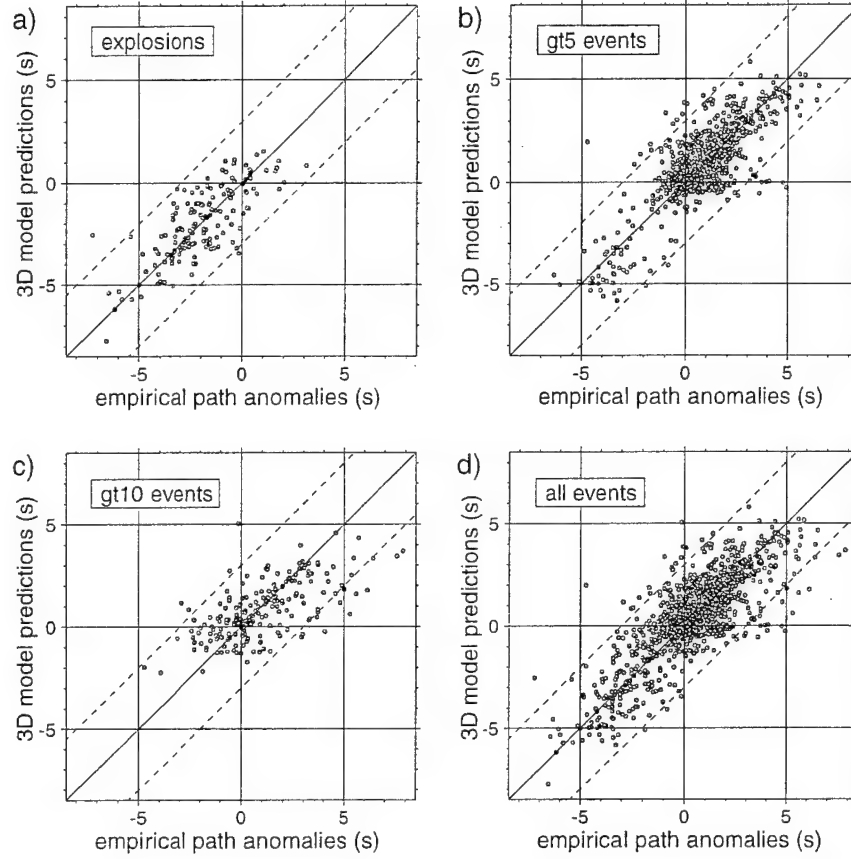 a)
explosions
5
0
-5
3D model predictions (s)
-5 0 5
empirical path anomalies (s)
b)
gt5 events
5
0
-5
3D model predictions (s)
-5 0 5
empirical path anomalies (s)
c)
gt10 events
5
0
-5
3D model predictions (s)
-5 0 5
empirical path anomalies (s)
d)
all events
5
0
-5
3D model predictions (s)
-5 0 5
empirical path anomalies (s)